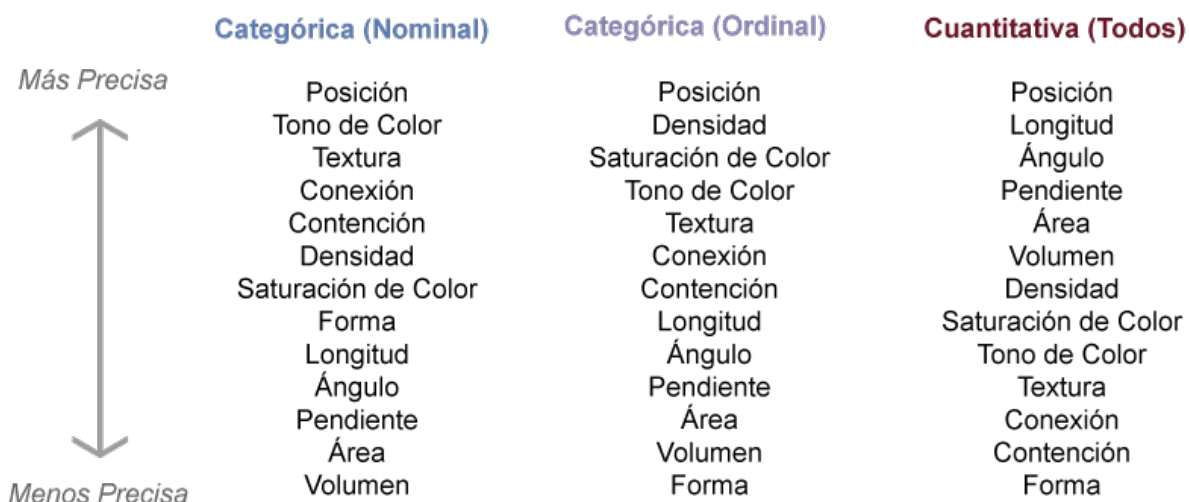 Categórica (Nominal) Categórica (Ordinal) Cuantitativa (Todos)
Más Precisa
Posición Posición Posición
Tono de Color Densidad Longitud
Textura Saturación de Color Ángulo
Conexión Tono de Color Pendiente
Contención Textura Área
Densidad Conexión Volumen
Saturación de Color Contención Densidad
Forma Longitud Saturación de Color
Longitud Ángulo Tono de Color
Ángulo Pendiente Textura
Pendiente Área Conexión
Área Volumen Contención
Volumen Forma Forma
Menos Precisa